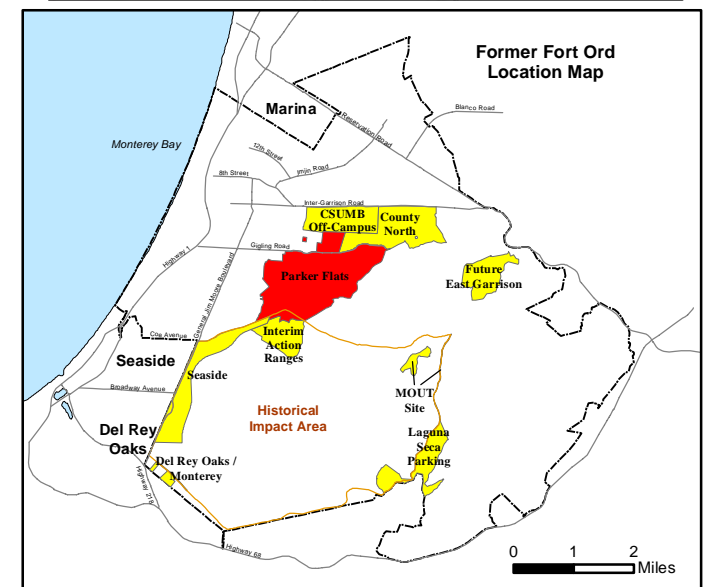 Former Fort Ord
Location Map
Marina
Blanco Road
Reservation Road
Monterey Bay
12th Street
Imjin Road
8th Street
Inter-Garrison Road
CSUMB
Off-Campus
County
North
Gigling Road
Highway 1
General Jim Moore Boulevard
Parker Flats
Future
East Garrison
Coe Avenue
Interim
Action
Ranges
Seaside
Seaside
Broadway Avenue
MOUT
Site
Historical
Impact Area
Del Rey
Oaks
Laguna
Seca
Parking
Del Rey Oaks /
Monterey
Highway 218
Highway 68
0 1 2
Miles